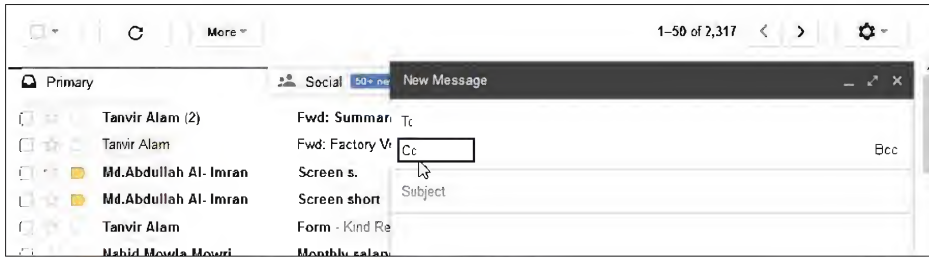 More 1–50 of 2,317
Primary Social 50+ New Message
Tanvir Alam (2) Fwd: Summar To
Tanvir Alam Fwd: Factory Cc Bcc
Md.Abdullah Al- Imran Screen s.
Md.Abdullah Al- Imran Screen short Subject
Tanvir Alam Form - Kind Re
Nahid Mowla Mowri Monthly salar